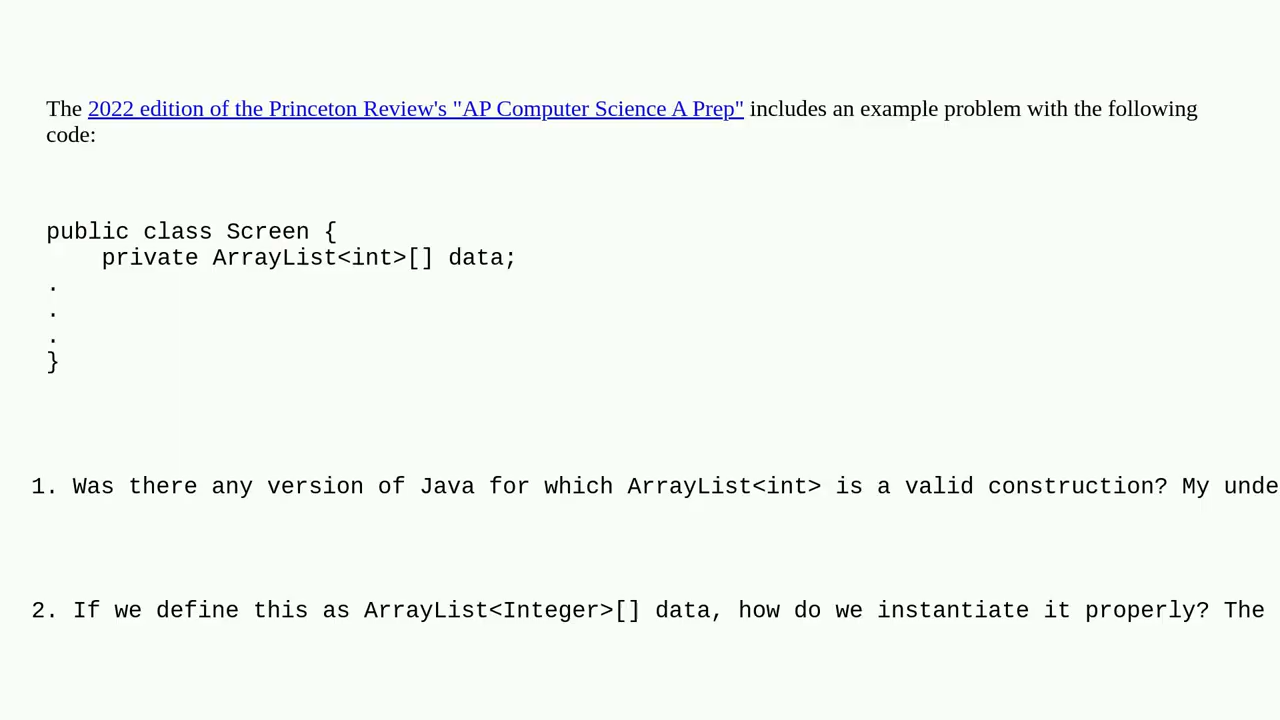 The 2022 edition of the Princeton Review's "AP Computer Science A Prep" includes an example problem with the following
code:
public class Screen {
    private ArrayList<int>[] data;
.
.
.
}
1. Was there any version of Java for which ArrayList<int> is a valid construction? My unde
2. If we define this as ArrayList<Integer>[] data, how do we instantiate it properly? The